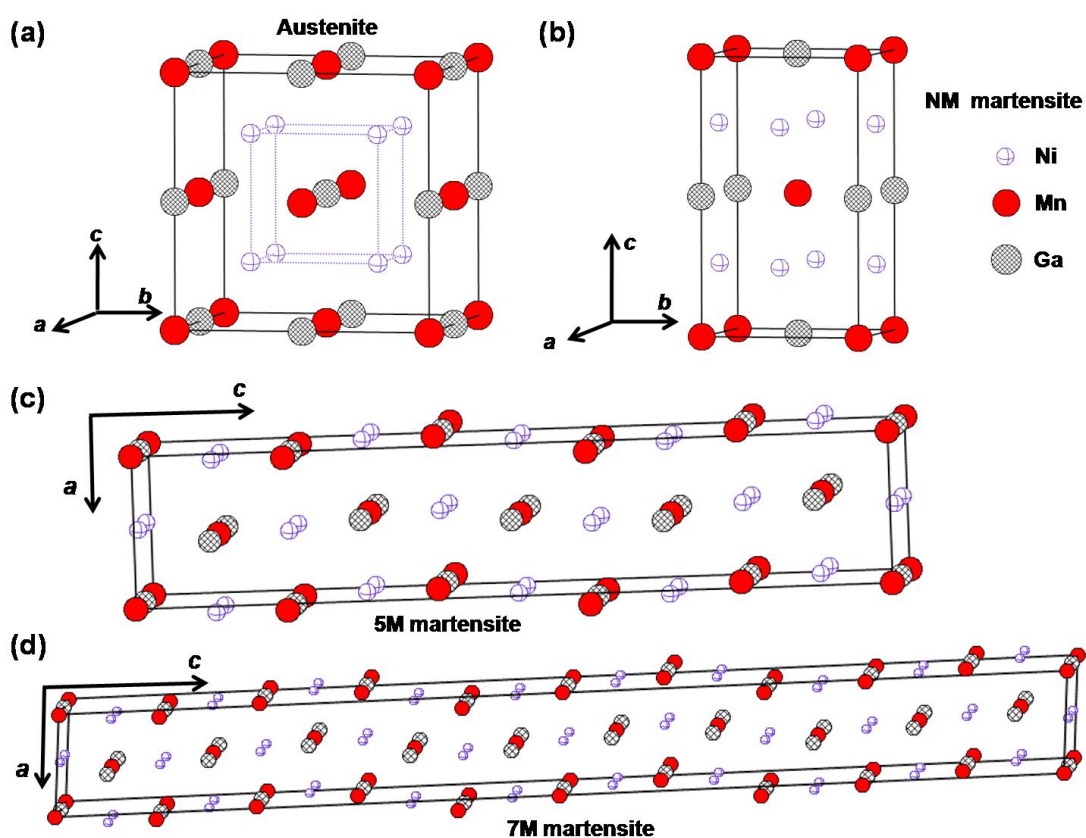 (a)
Austenite
c
b
a
(b)
NM martensite
Ni
Mn
Ga
c
b
a
(c)
c
a
5M martensite
(d)
c
a
7M martensite